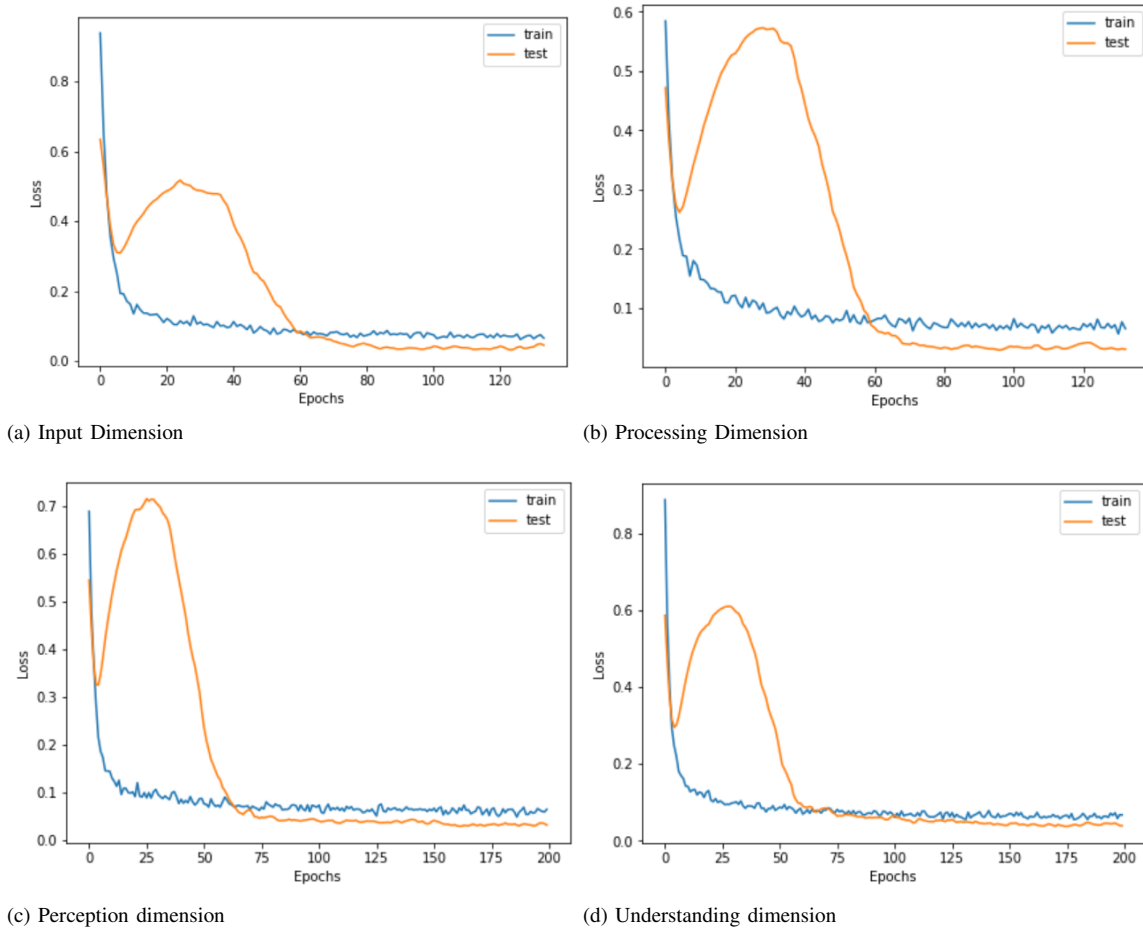 train
test
0.8
0.6
0.4
0.2
0.0
Loss
0 20 40 60 80 100 120
Epochs
(a) Input Dimension
train
test
0.6
0.5
0.4
0.3
0.2
0.1
Loss
0 20 40 60 80 100 120
Epochs
(b) Processing Dimension
train
test
0.7
0.6
0.5
0.4
0.3
0.2
0.1
0.0
Loss
0 25 50 75 100 125 150 175 200
Epochs
(c) Perception dimension
train
test
0.8
0.6
0.4
0.2
0.0
Loss
0 25 50 75 100 125 150 175 200
Epochs
(d) Understanding dimension